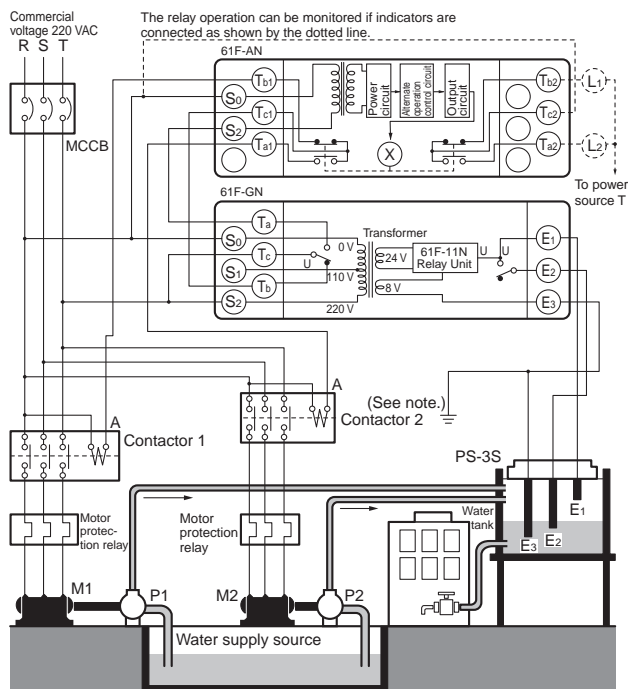 Commercial
voltage 220 VAC
R S T
The relay operation can be monitored if indicators are
connected as shown by the dotted line.
61F-AN
MCCB
Tb1
S0
Tc1
S2
Ta1
Power
circuit
Alternate
operation
control circuit
Output
circuit
X
Tb2
Tc2
Ta2
L1
L2
To power
source T
61F-GN
Ta
S0
Tc
S1
Tb
S2
U
0 V
110 V
220 V
Transformer
24 V
8 V
61F-11N
Relay Unit
U U
E1
E2
E3
A
Contactor 1
A
Contactor 2
(See note.)
PS-3S
Motor
protec-
tion relay
Motor
protection
relay
Water
tank
E1
E2
E3
M1
P1
M2
P2
Water supply source